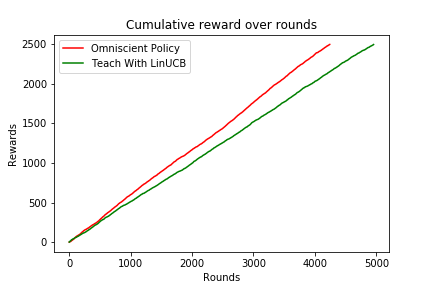 Cumulative reward over rounds
Omniscient Policy
Teach With LinUCB
Rewards
2500
2000
1500
1000
500
0
0 1000 2000 3000 4000 5000
Rounds